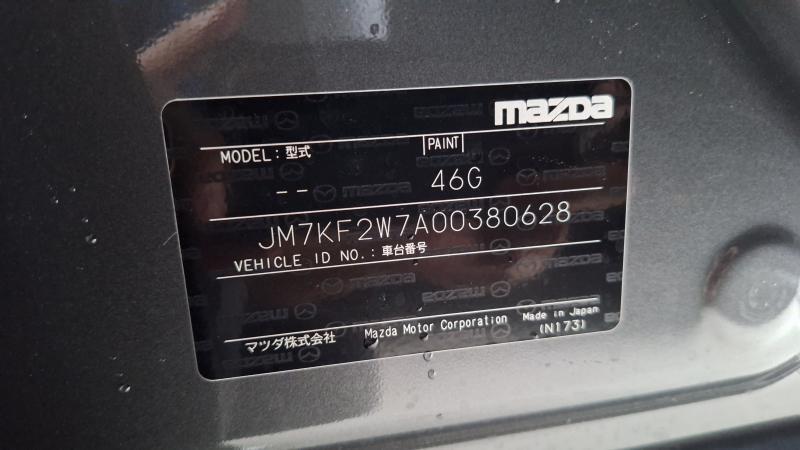 mazda
MODEL : 型式
PAINT
-- 46G
JM7KF2W7A00380628
VEHICLE ID NO. : 車台番号
マツダ株式会社 Mazda Motor Corporation Made in Japan
(N173)